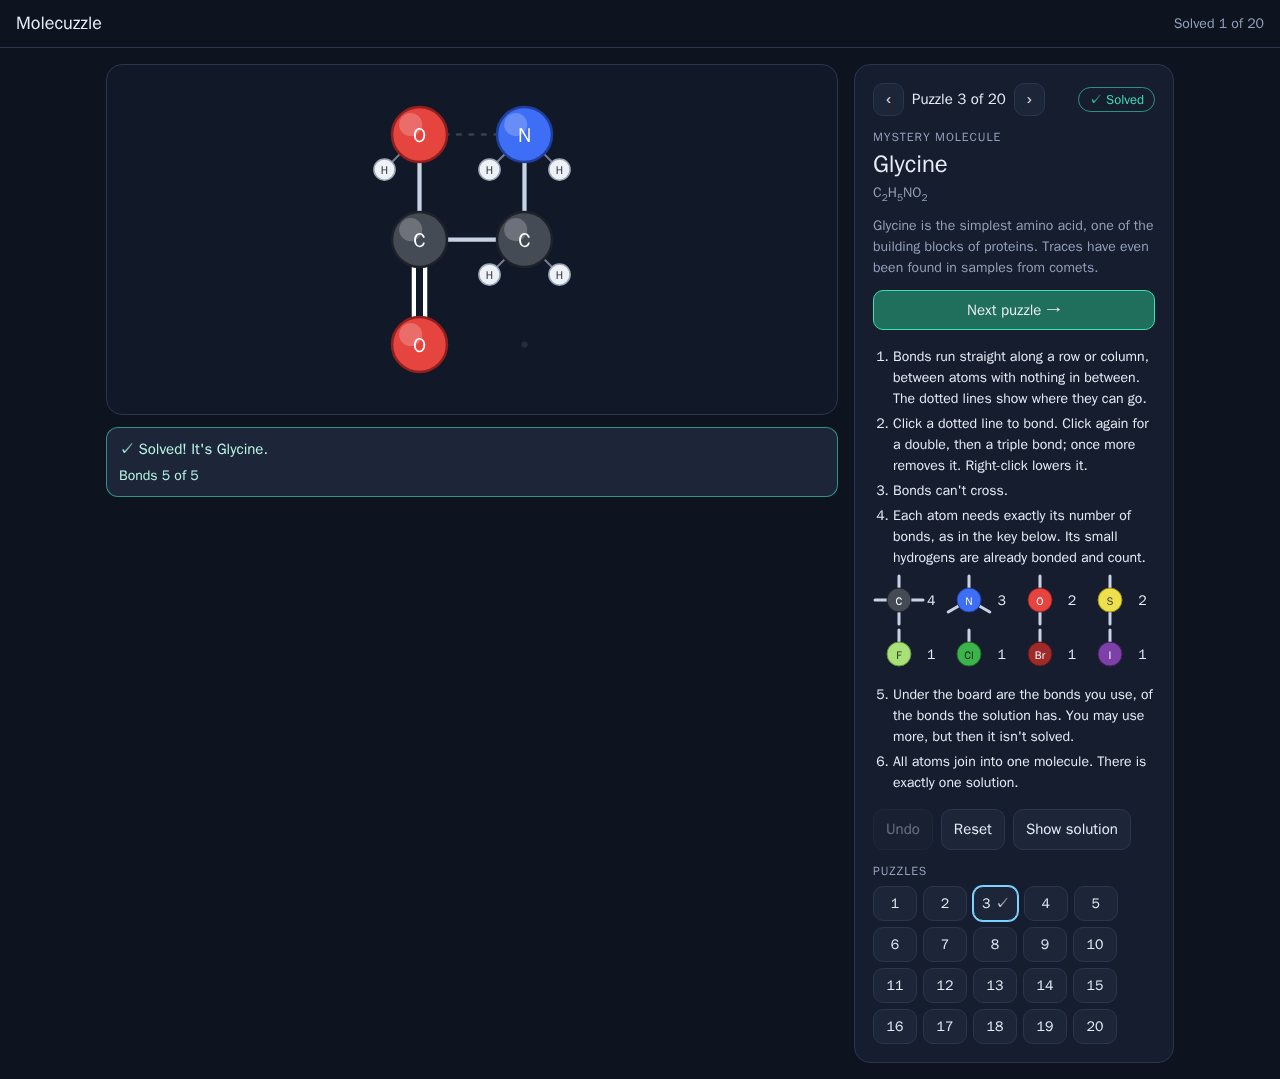 Molecuzzle
Solved 1 of 20
O
N
H
H
H
C
C
H
H
O
✓ Solved! It's Glycine.
Bonds 5 of 5
‹
Puzzle 3 of 20
›
✓ Solved
MYSTERY MOLECULE
Glycine
C₂H₅NO₂
Glycine is the simplest amino acid, one of the
building blocks of proteins. Traces have even
been found in samples from comets.
Next puzzle →
1. Bonds run straight along a row or column,
between atoms with nothing in between.
The dotted lines show where they can go.
2. Click a dotted line to bond. Click again for
a double, then a triple bond; once more
removes it. Right-click lowers it.
3. Bonds can't cross.
4. Each atom needs exactly its number of
bonds, as in the key below. Its small
hydrogens are already bonded and count.
C 4 N 3 O 2 S 2
F 1 Cl 1 Br 1 I 1
5. Under the board are the bonds you use, of
the bonds the solution has. You may use
more, but then it isn't solved.
6. All atoms join into one molecule. There is
exactly one solution.
Undo
Reset
Show solution
PUZZLES
1 2 3 ✓ 4 5
6 7 8 9 10
11 12 13 14 15
16 17 18 19 20